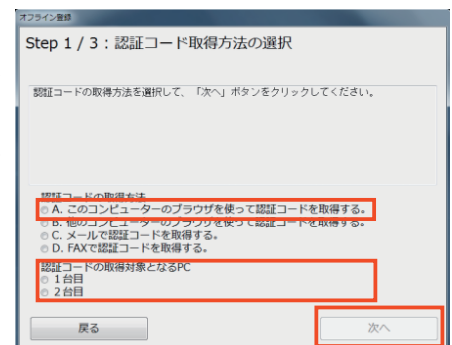 オフライン登録
Step 1 / 3：認証コード取得方法の選択
認証コードの取得方法を選択して、「次へ」ボタンをクリックしてください。
認証コードの取得方法
A. このコンピューターのブラウザを使って認証コードを取得する。
B. 他のコンピューターのブラウザを使って認証コードを取得する。
C. メールで認証コードを取得する。
D. FAXで認証コードを取得する。
認証コードの取得対象となるPC
1台目
2台目
戻る
次へ